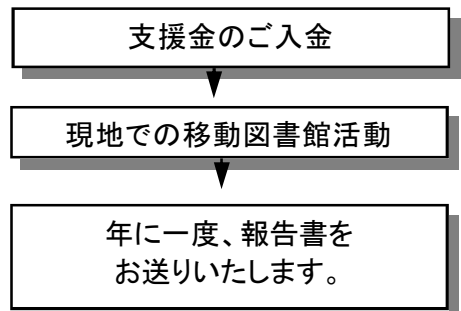 支援金のご入金
現地での移動図書館活動
年に一度、報告書を
お送りいたします。